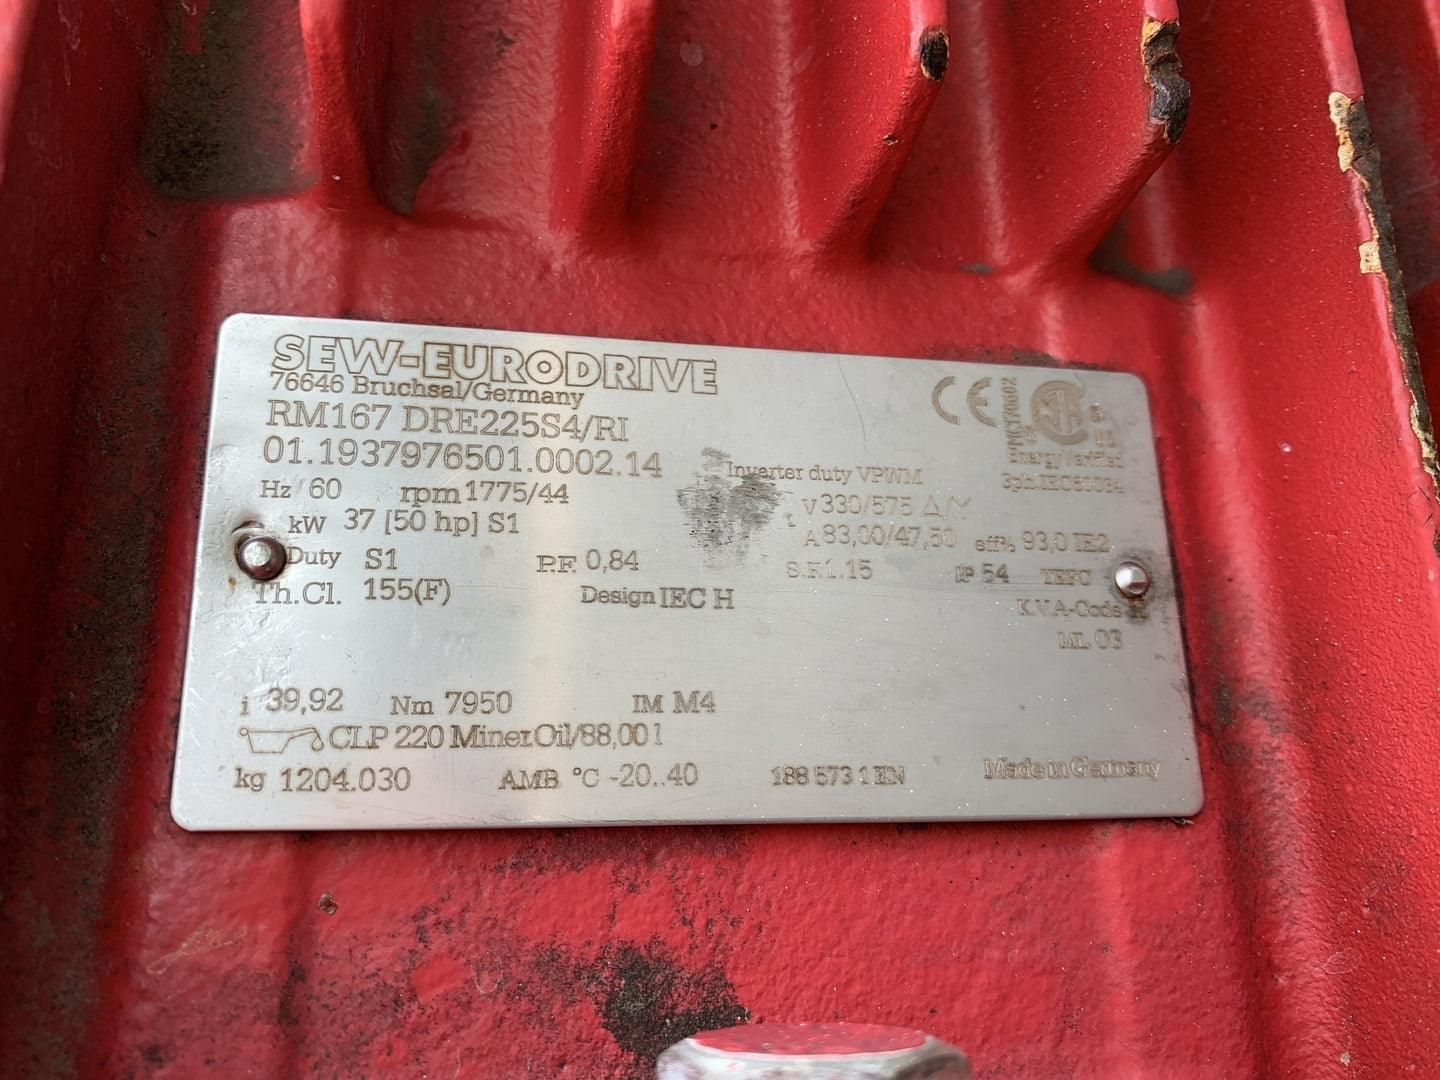 SEW-EURODRIVE
76646 Bruchsal/Germany
RM167 DRE225S4/RI
01.1937976501.0002.14
Inverter duty VPWM
MC170602
Energy Verified
3ph.IEC60034
Hz 60 rpm 1775/44
V 330/575 Δ/Y
kW 37 [50 hp] S1
A 83,00/47,50 eff% 93,0 IE2
Duty S1 P.F. 0,84
S.F.1.15 IP 54 TEFC
Th.Cl. 155(F) Design IEC H
K.V.A-Code
ML 03
i 39,92 Nm 7950 IM M4
CLP 220 Miner.Oil/88,00 l
kg 1204.030 AMB °C -20..40 188 573 1 EN Made in Germany